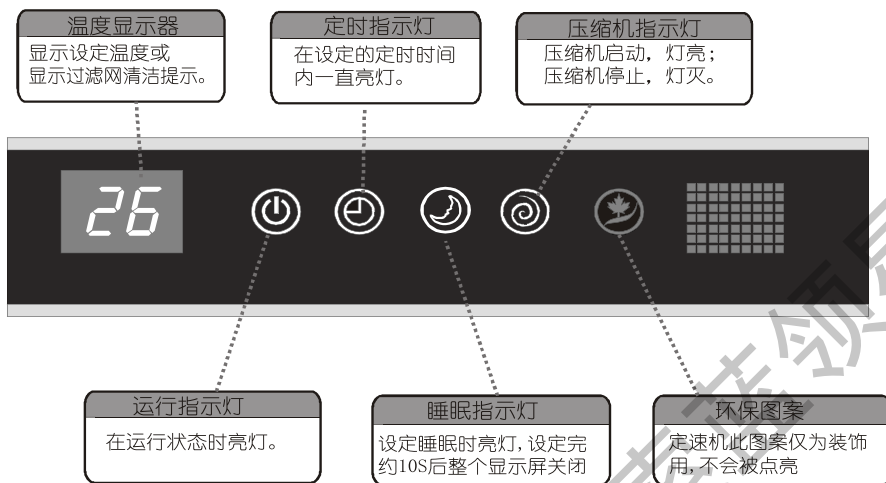 温度显示器
显示设定温度或
显示过滤网清洁提示。
定时指示灯
在设定的定时时间
内一直亮灯。
压缩机指示灯
压缩机启动，灯亮；
压缩机停止，灯灭。
26
运行指示灯
在运行状态时亮灯。
睡眠指示灯
设定睡眠时亮灯,设定完
约10S后整个显示屏关闭
环保图案
定速机此图案仅为装饰
用,不会被点亮